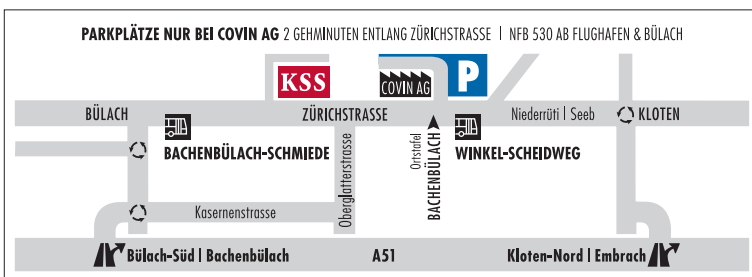 PARKPLÄTZE NUR BEI COVIN AG 2 GEHMINUTEN ENTLANG ZÜRICHSTRASSE | NFB 530 AB FLUGHAFEN & BÜLACH
KSS
COVIN AG
P
BÜLACH
ZÜRICHSTRASSE
Niederrüti | Seeb
KLOTEN
BACHENBÜLACH-SCHMIEDE
Oberglatterstrasse
Ortstafel
BACHENBÜLACH
WINKEL-SCHEIDWEG
Kasernenstrasse
Bülach-Süd | Bachenbülach
A51
Kloten-Nord | Embrach